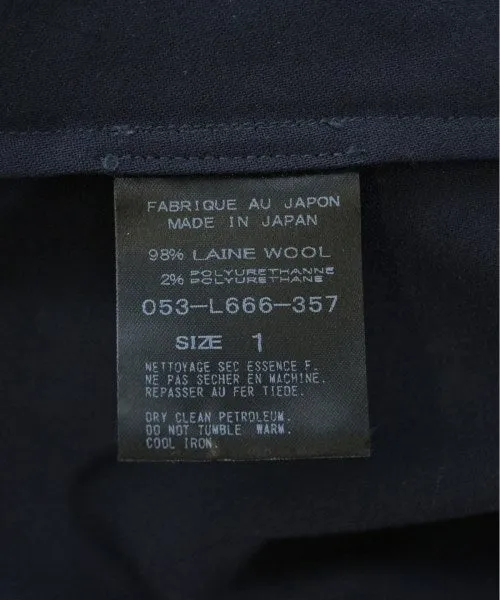 FABRIQUE AU JAPON
MADE IN JAPAN
98% LAINE WOOL
2% POLYURETHANNE
POLYURETHANE
053-L666-357
SIZE 1
NETTOYAGE SEC ESSENCE F.
NE PAS SECHER EN MACHINE.
REPASSER AU FER TIEDE.
DRY CLEAN PETROLEUM.
DO NOT TUMBLE WARM.
COOL IRON.